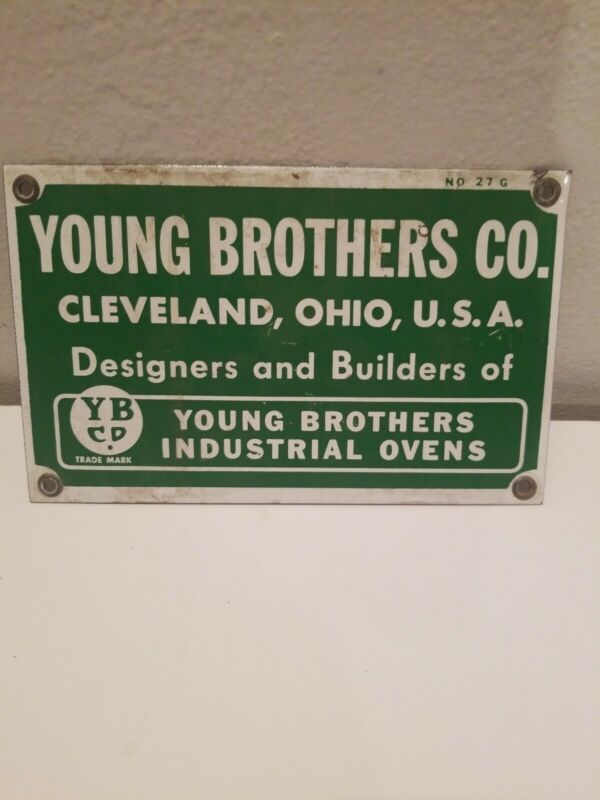 NO 27 G
YOUNG BROTHERS CO.
CLEVELAND, OHIO, U.S.A.
Designers and Builders of
YB
CO.
TRADE MARK
YOUNG BROTHERS
INDUSTRIAL OVENS